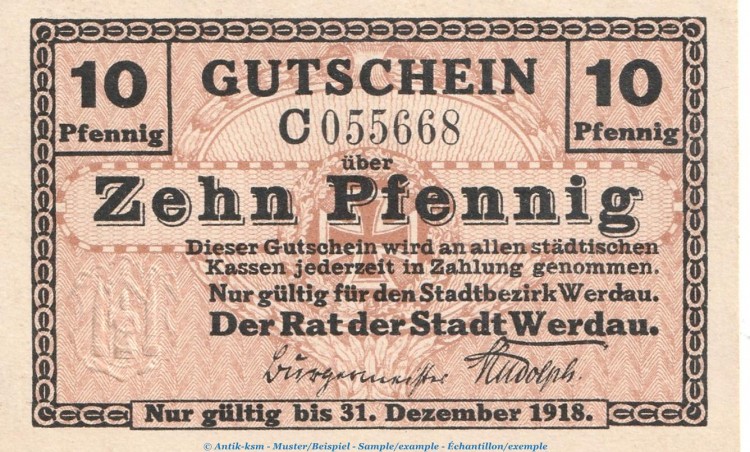 10 Pfennig
GUTSCHEIN
10 Pfennig
C 055668
über
Zehn Pfennig
Dieser Gutschein wird an allen städtischen
Kassen jederzeit in Zahlung genommen.
Nur gültig für den Stadtbezirk Werdau.
Der Rat der Stadt Werdau.
Bürgermeister Rudolph.
Nur gültig bis 31. Dezember 1918.
© Antik-ksm - Muster/Beispiel - Sample/example - Échantillon/exemple